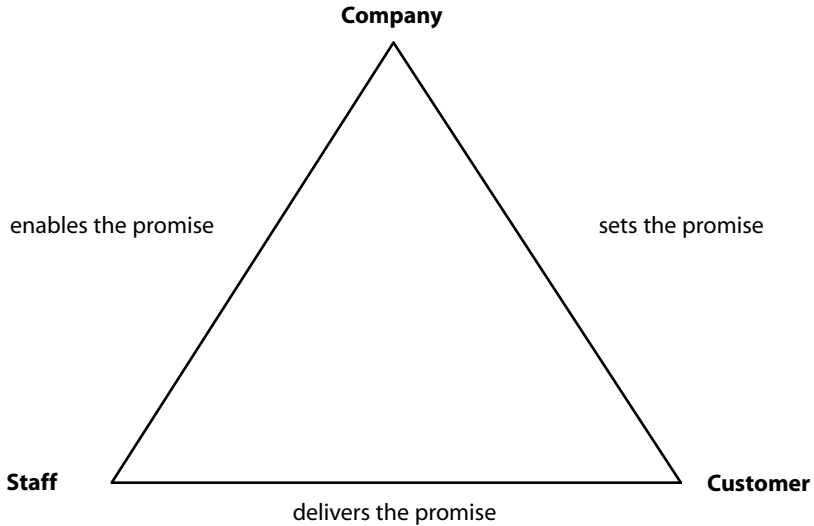 Company
enables the promise
sets the promise
Staff
Customer
delivers the promise